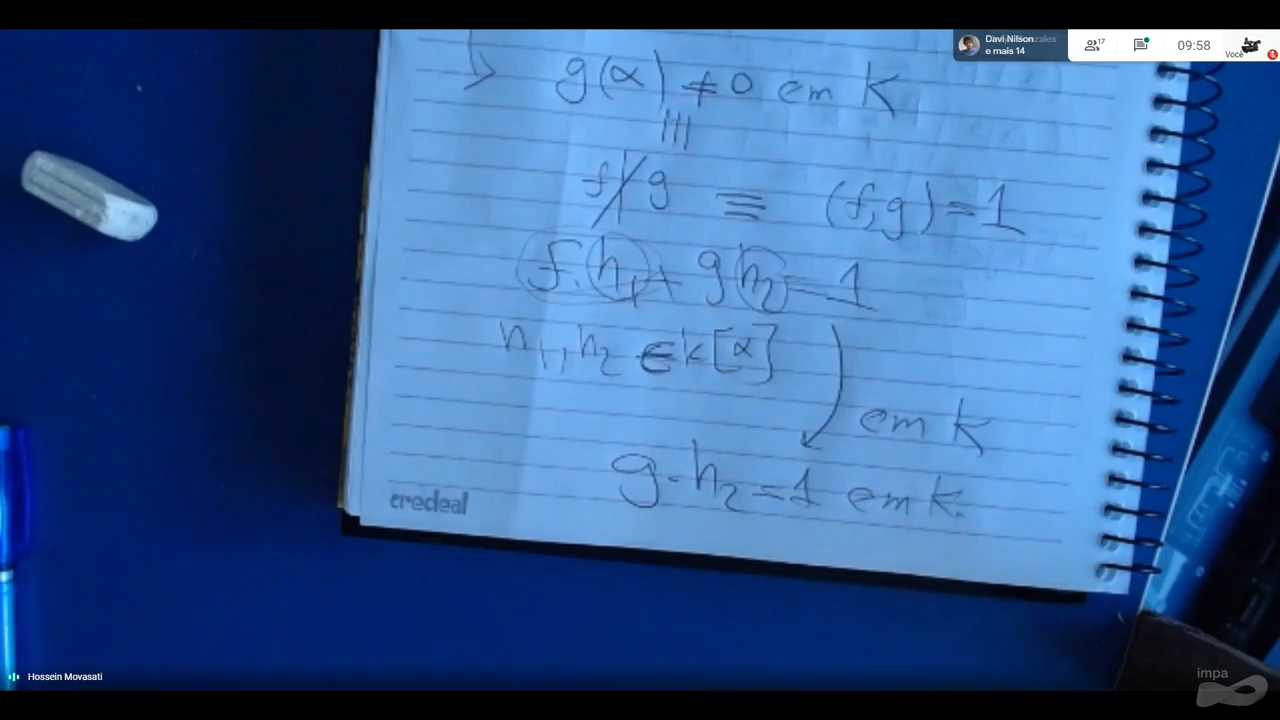 Davi Nilson
e mais 14
17
09:58
Você
g(α) ≠ 0 em k
|||
f ∤ g ≡ (f,g)=1
f.h₁ + g h₂ = 1
h₁, h₂ ∈ k[α]
em k
g.h₂ = 1 em k.
credeal
Hossein Movasati
impa